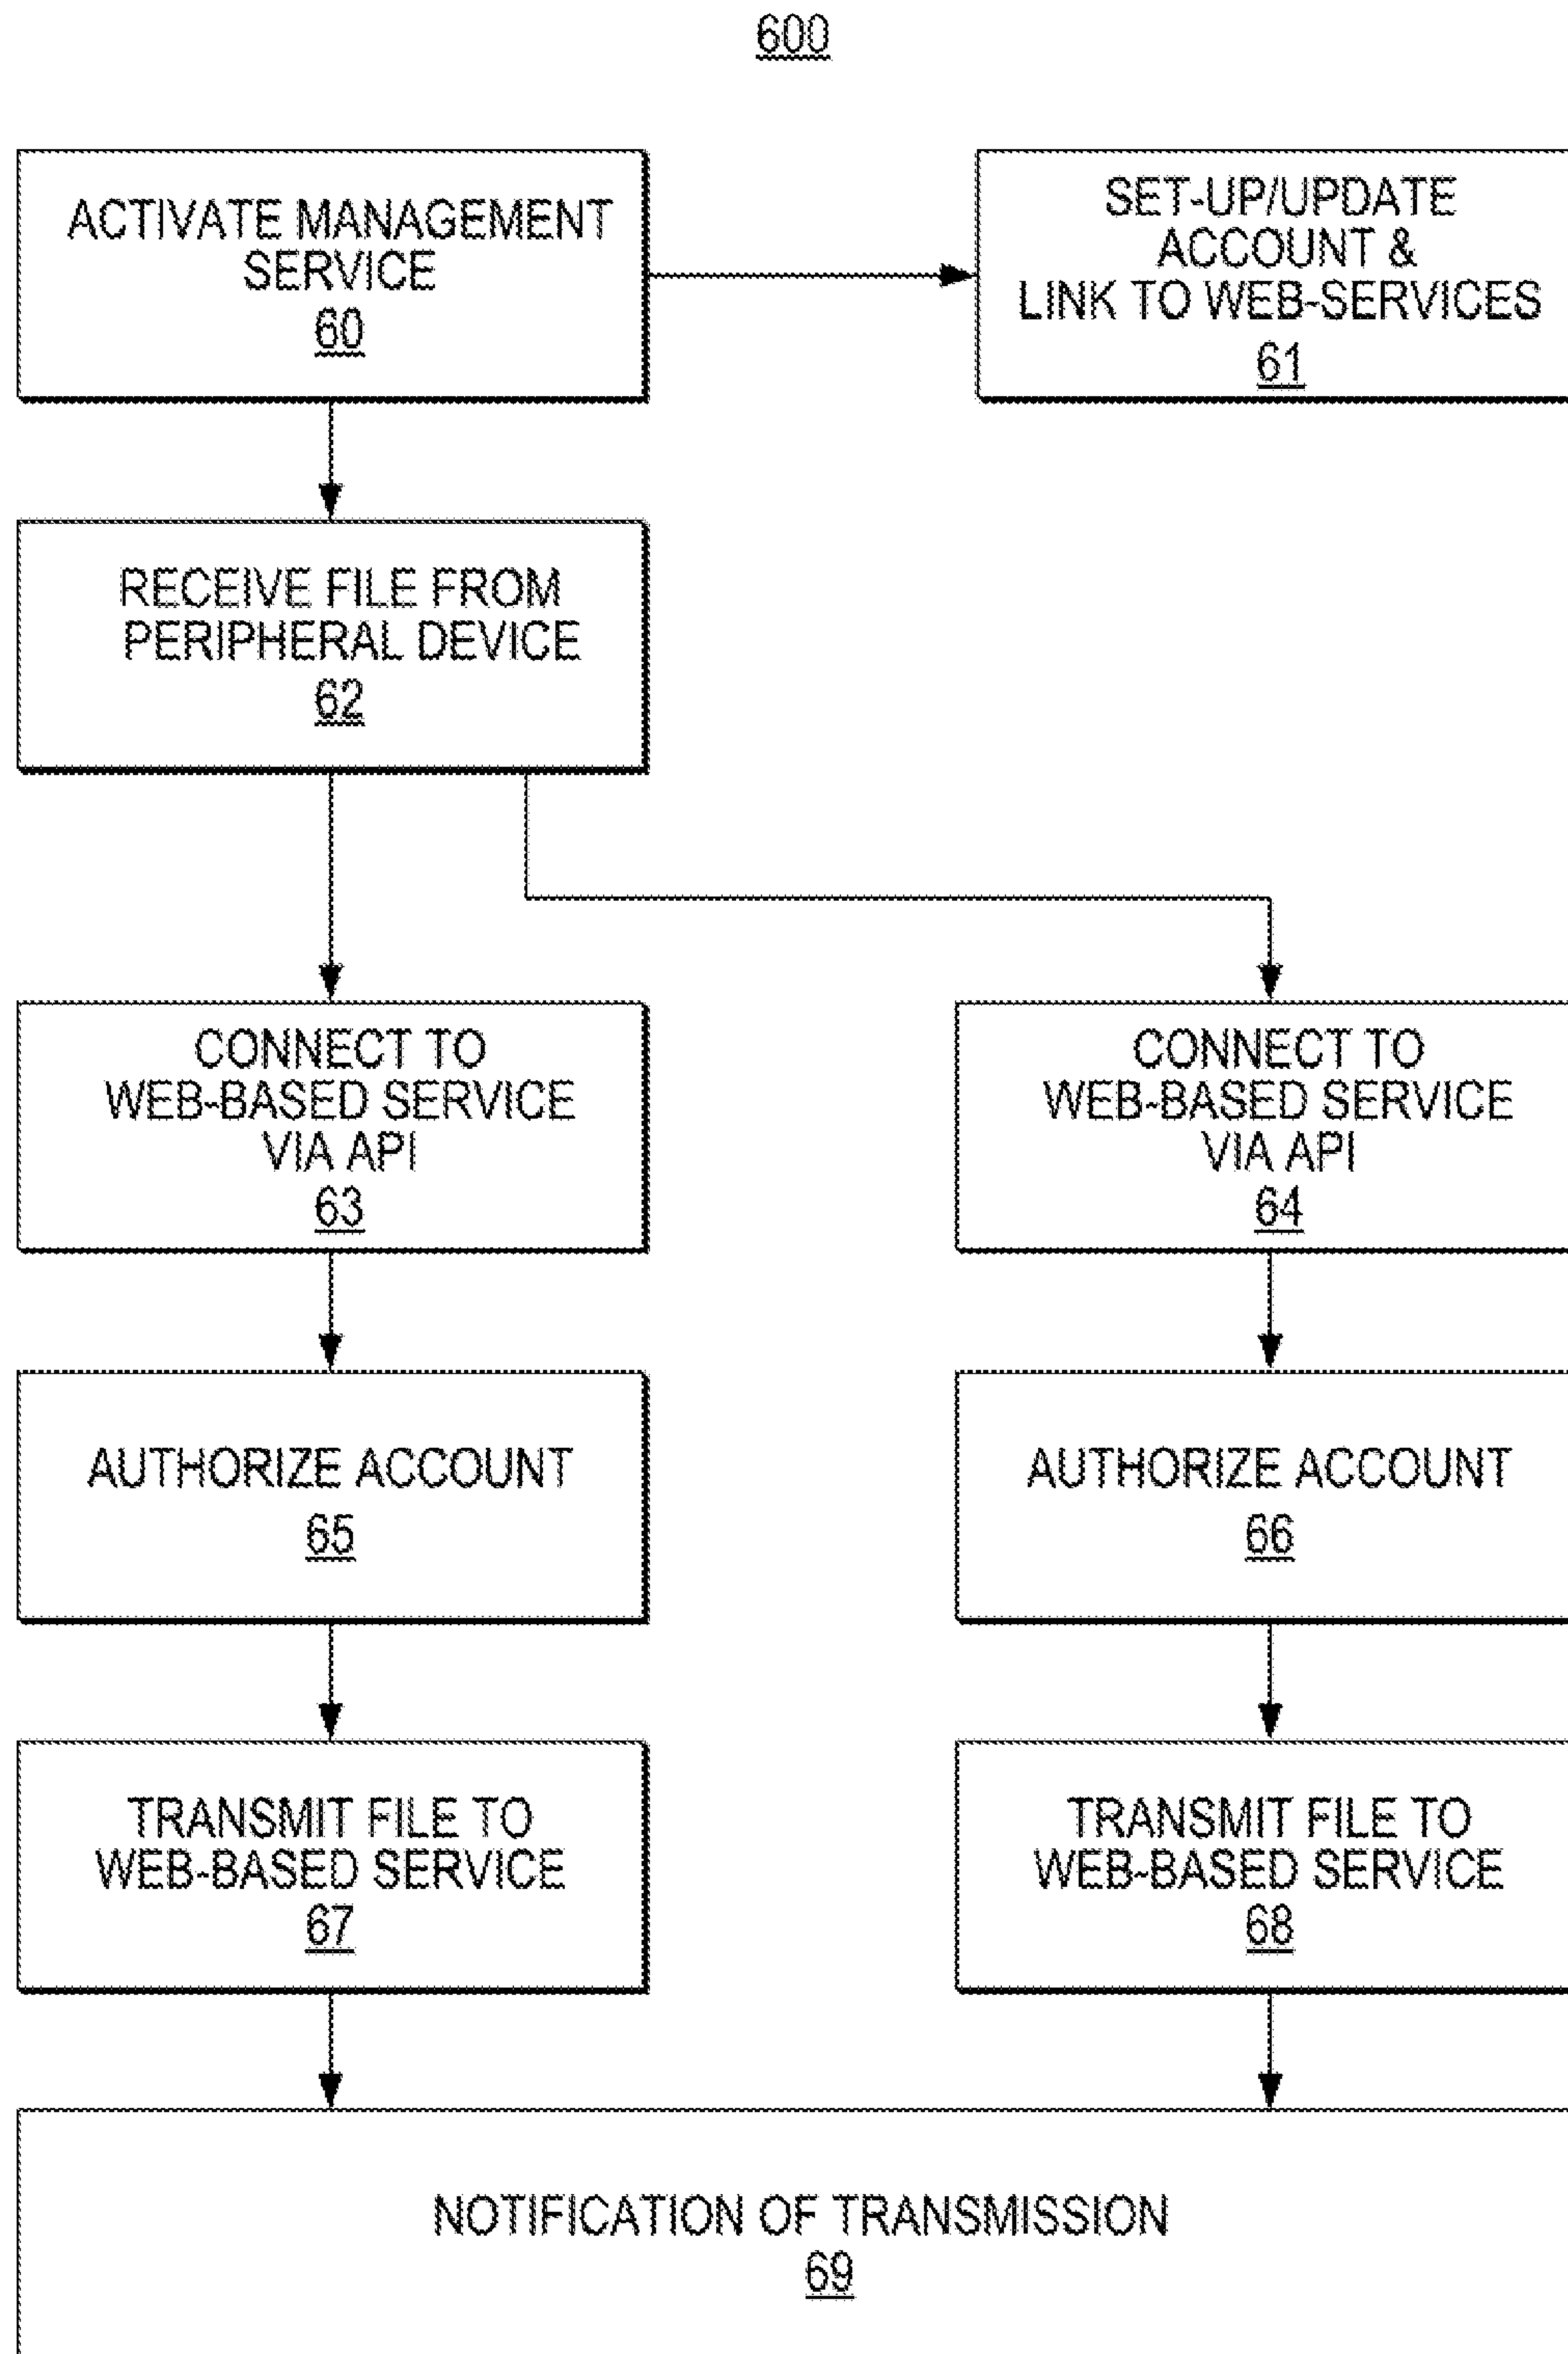 600
ACTIVATE MANAGEMENT
SERVICE
60
SET-UP/UPDATE
ACCOUNT &
LINK TO WEB-SERVICES
61
RECEIVE FILE FROM
PERIPHERAL DEVICE
62
CONNECT TO
WEB-BASED SERVICE
VIA API
63
CONNECT TO
WEB-BASED SERVICE
VIA API
64
AUTHORIZE ACCOUNT
65
AUTHORIZE ACCOUNT
66
TRANSMIT FILE TO
WEB-BASED SERVICE
67
TRANSMIT FILE TO
WEB-BASED SERVICE
68
NOTIFICATION OF TRANSMISSION
69